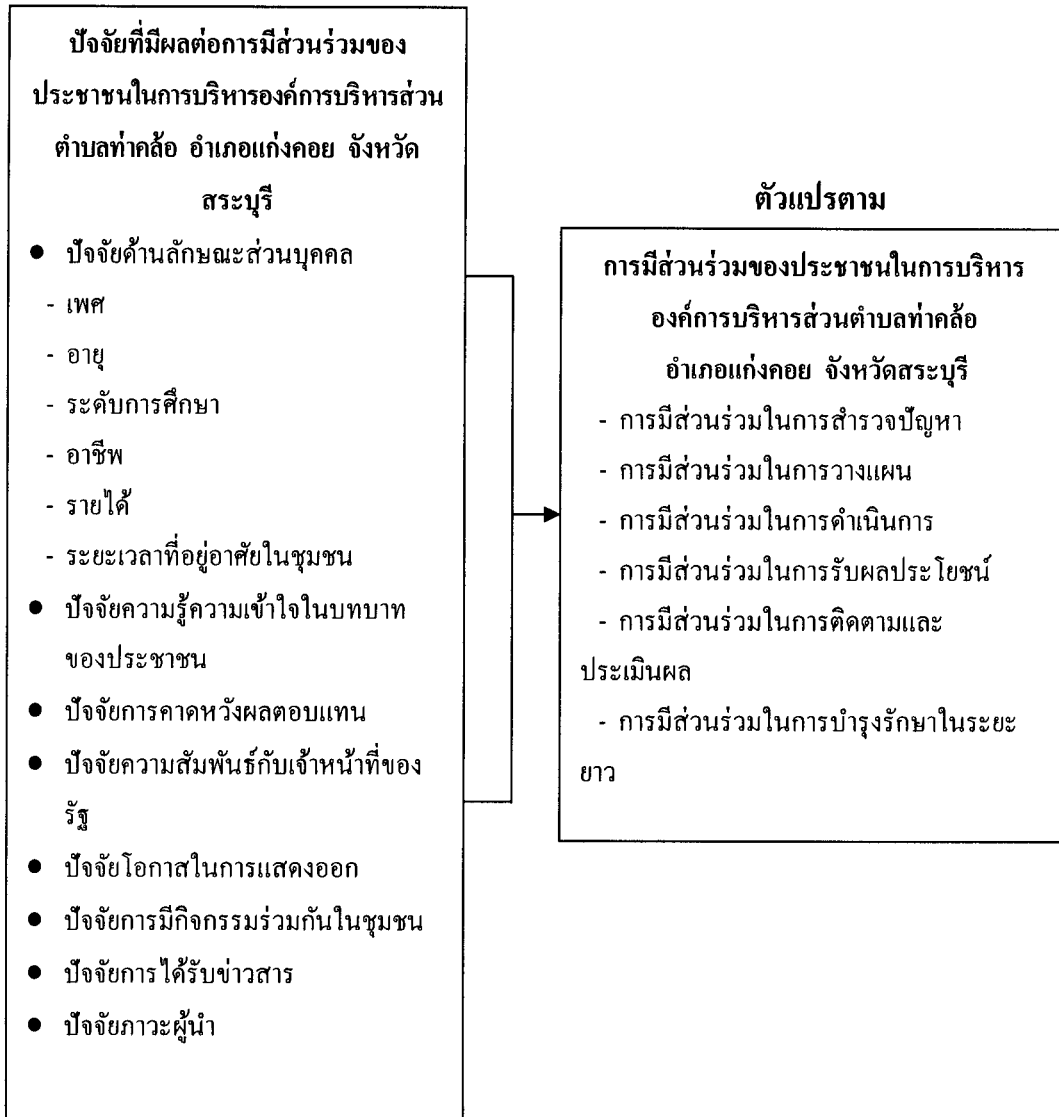 ปัจจัยที่มีผลต่อการมีส่วนร่วมของ
ประชาชนในการบริหารองค์การบริหารส่วน
ตำบลท่าคล้อ อำเภอแก่งคอย จังหวัด
สระบุรี
● ปัจจัยด้านลักษณะส่วนบุคคล
- เพศ
- อายุ
- ระดับการศึกษา
- อาชีพ
- รายได้
- ระยะเวลาที่อยู่อาศัยในชุมชน
● ปัจจัยความรู้ความเข้าใจในบทบาท
ของประชาชน
● ปัจจัยการคาดหวังผลตอบแทน
● ปัจจัยความสัมพันธ์กับเจ้าหน้าที่ของ
รัฐ
● ปัจจัยโอกาสในการแสดงออก
● ปัจจัยการมีกิจกรรมร่วมกันในชุมชน
● ปัจจัยการได้รับข่าวสาร
● ปัจจัยภาวะผู้นำ
ตัวแปรตาม
การมีส่วนร่วมของประชาชนในการบริหาร
องค์การบริหารส่วนตำบลท่าคล้อ
อำเภอแก่งคอย จังหวัดสระบุรี
- การมีส่วนร่วมในการสำรวจปัญหา
- การมีส่วนร่วมในการวางแผน
- การมีส่วนร่วมในการดำเนินการ
- การมีส่วนร่วมในการรับผลประโยชน์
- การมีส่วนร่วมในการติดตามและ
ประเมินผล
- การมีส่วนร่วมในการบำรุงรักษาในระยะ
ยาว